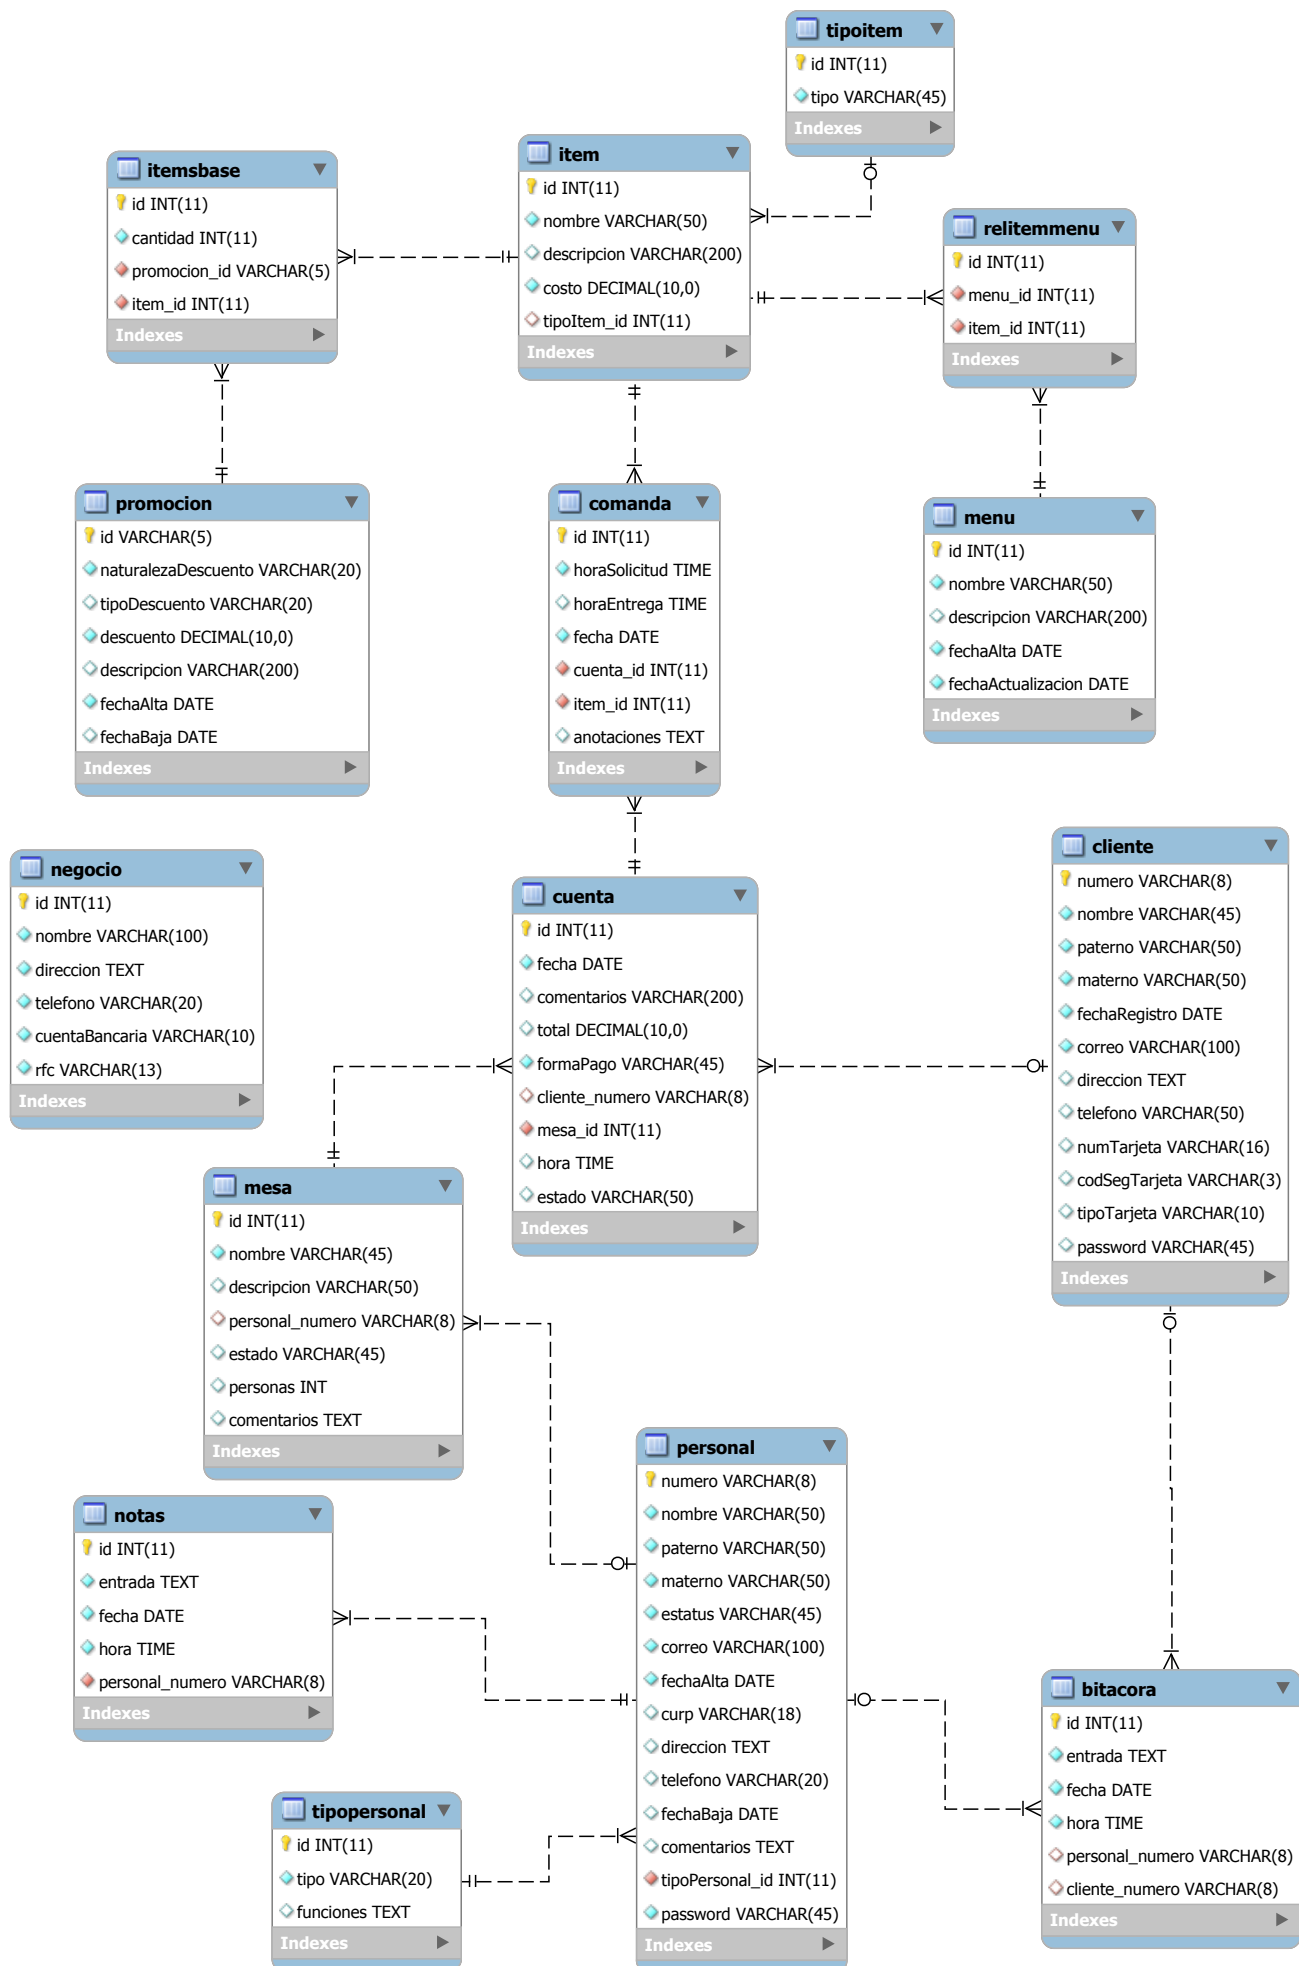 tipoitem
id INT(11)
tipo VARCHAR(45)
Indexes
itemsbase
id INT(11)
cantidad INT(11)
promocion_id VARCHAR(5)
item_id INT(11)
Indexes
item
id INT(11)
nombre VARCHAR(50)
descripcion VARCHAR(200)
costo DECIMAL(10,0)
tipoItem_id INT(11)
Indexes
relitemmenu
id INT(11)
menu_id INT(11)
item_id INT(11)
Indexes
promocion
id VARCHAR(5)
naturalezaDescuento VARCHAR(20)
tipoDescuento VARCHAR(20)
descuento DECIMAL(10,0)
descripcion VARCHAR(200)
fechaAlta DATE
fechaBaja DATE
Indexes
comanda
id INT(11)
horaSolicitud TIME
horaEntrega TIME
fecha DATE
cuenta_id INT(11)
item_id INT(11)
anotaciones TEXT
Indexes
menu
id INT(11)
nombre VARCHAR(50)
descripcion VARCHAR(200)
fechaAlta DATE
fechaActualizacion DATE
Indexes
negocio
id INT(11)
nombre VARCHAR(100)
direccion TEXT
telefono VARCHAR(20)
cuentaBancaria VARCHAR(10)
rfc VARCHAR(13)
Indexes
cuenta
id INT(11)
fecha DATE
comentarios VARCHAR(200)
total DECIMAL(10,0)
formaPago VARCHAR(45)
cliente_numero VARCHAR(8)
mesa_id INT(11)
hora TIME
estado VARCHAR(50)
Indexes
cliente
numero VARCHAR(8)
nombre VARCHAR(45)
paterno VARCHAR(50)
materno VARCHAR(50)
fechaRegistro DATE
correo VARCHAR(100)
direccion TEXT
telefono VARCHAR(50)
numTarjeta VARCHAR(16)
codSegTarjeta VARCHAR(3)
tipoTarjeta VARCHAR(10)
password VARCHAR(45)
Indexes
mesa
id INT(11)
nombre VARCHAR(45)
descripcion VARCHAR(50)
personal_numero VARCHAR(8)
estado VARCHAR(45)
personas INT
comentarios TEXT
Indexes
notas
id INT(11)
entrada TEXT
fecha DATE
hora TIME
personal_numero VARCHAR(8)
Indexes
personal
numero VARCHAR(8)
nombre VARCHAR(50)
paterno VARCHAR(50)
materno VARCHAR(50)
estatus VARCHAR(45)
correo VARCHAR(100)
fechaAlta DATE
curp VARCHAR(18)
direccion TEXT
telefono VARCHAR(20)
fechaBaja DATE
comentarios TEXT
tipoPersonal_id INT(11)
password VARCHAR(45)
Indexes
bitacora
id INT(11)
entrada TEXT
fecha DATE
hora TIME
personal_numero VARCHAR(8)
cliente_numero VARCHAR(8)
Indexes
tipopersonal
id INT(11)
tipo VARCHAR(20)
funciones TEXT
Indexes